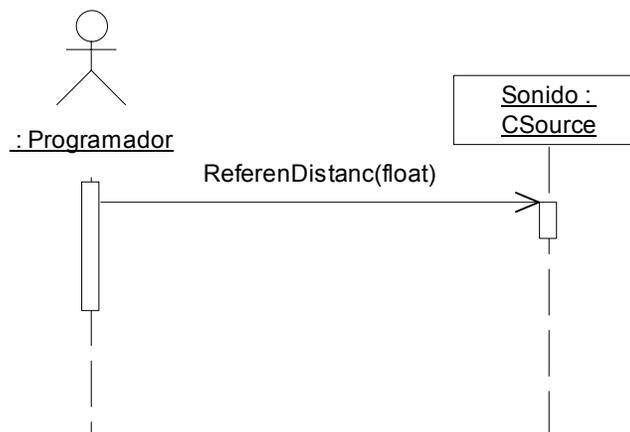 : Programador
Sonido :
CSource
ReferenDistanc(float)